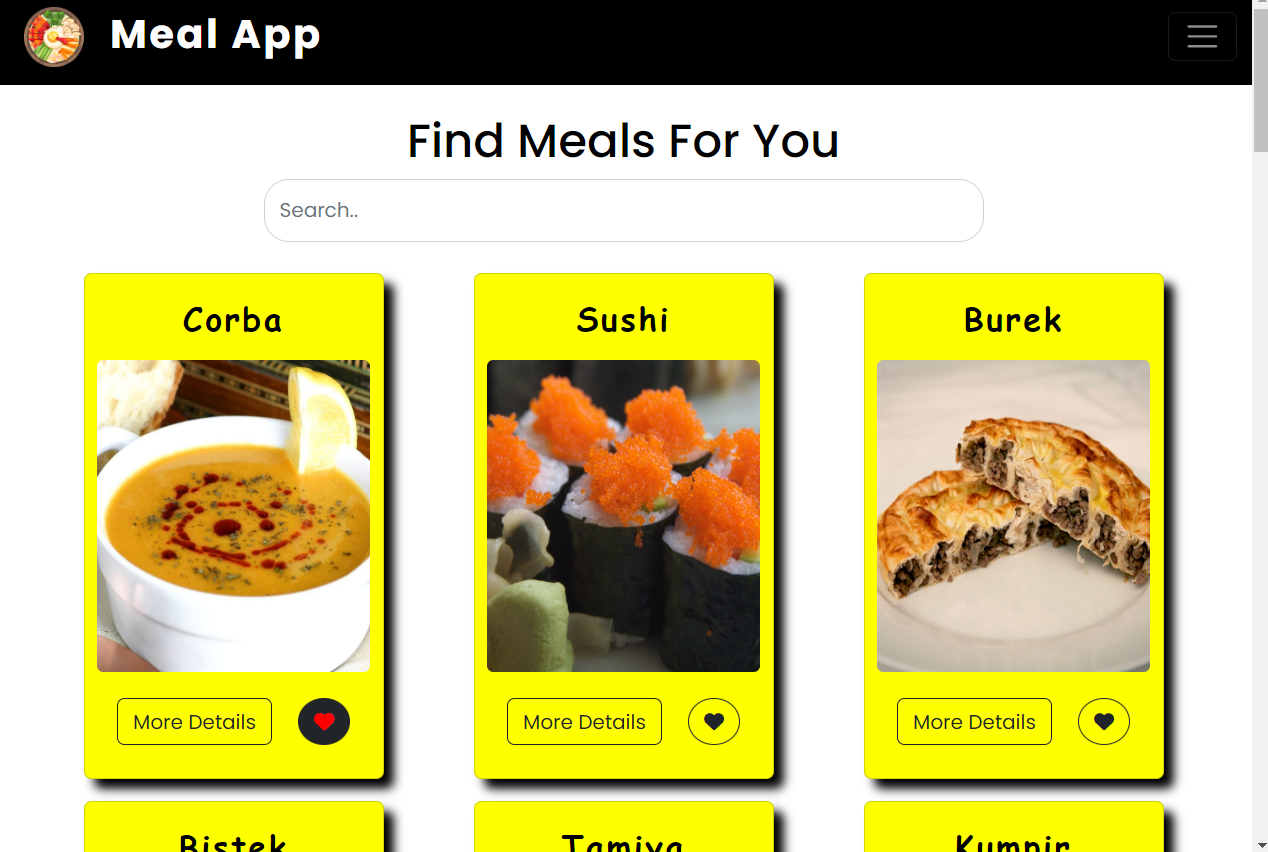 Meal App
Find Meals For You
Search..
Corba
Sushi
Burek
More Details
More Details
More Details
Bistek
Tamiya
Kumpir